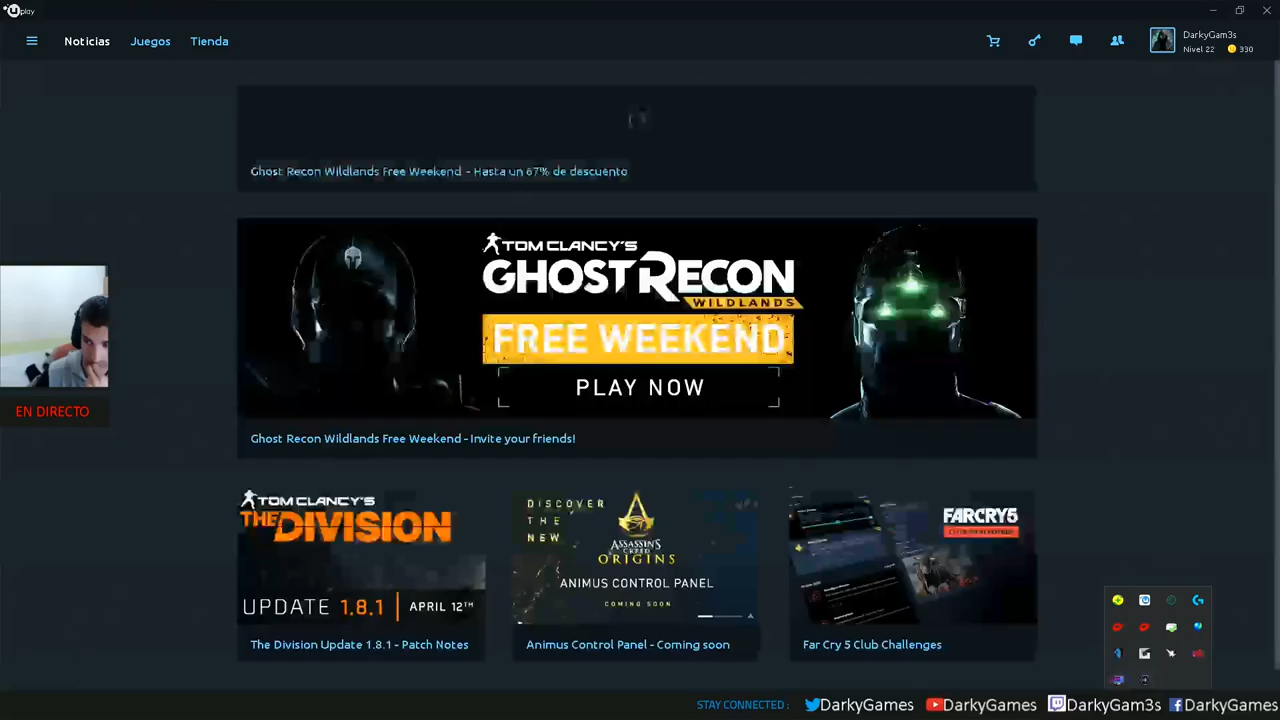 uplay
Noticias
Juegos
Tienda
DarkyGam3s
Nivel 22
330
Ghost Recon Wildlands Free Weekend - Hasta un 67% de descuento
TOM CLANCY'S
GHOST RECON
WILDLANDS
FREE WEEKEND
PLAY NOW
Ghost Recon Wildlands Free Weekend - Invite your friends!
EN DIRECTO
TOM CLANCY'S
THE DIVISION
UPDATE 1.8.1 | APRIL 12TH
The Division Update 1.8.1 - Patch Notes
DISCOVER
THE
NEW
ASSASSIN'S
CREED
ORIGINS
ANIMUS CONTROL PANEL
COMING SOON
Animus Control Panel - Coming soon
FARCRY5
Far Cry 5 Club Challenges
STAY CONNECTED : DarkyGames DarkyGames DarkyGam3s DarkyGames